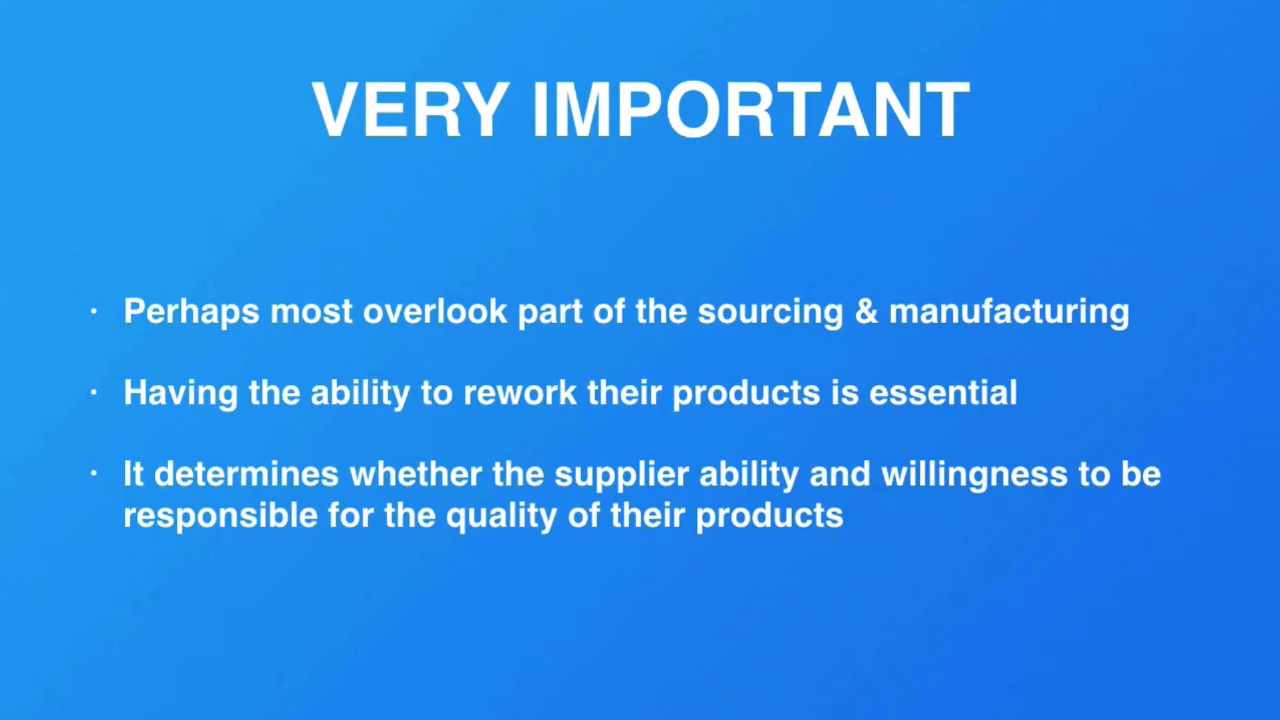 VERY IMPORTANT
· Perhaps most overlook part of the sourcing & manufacturing
· Having the ability to rework their products is essential
· It determines whether the supplier ability and willingness to be
responsible for the quality of their products